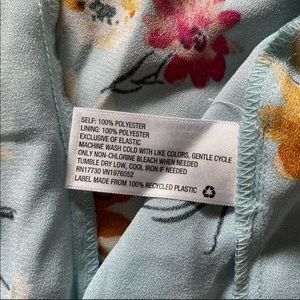 SELF: 100% POLYESTER
LINING: 100% POLYESTER
EXCLUSIVE OF ELASTIC
MACHINE WASH COLD WITH LIKE COLORS, GENTLE CYCLE
ONLY NON-CHLORINE BLEACH WHEN NEEDED
TUMBLE DRY LOW, COOL IRON IF NEEDED
RN17730 VN1976052
LABEL MADE FROM 100% RECYCLED PLASTIC